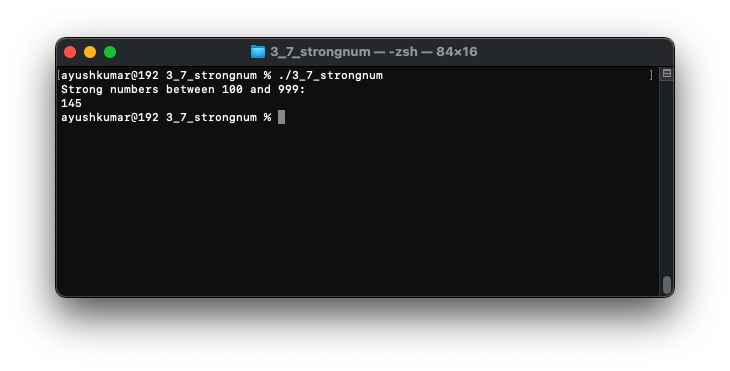 3_7_strongnum — -zsh — 84×16
[ayushkumar@192 3_7_strongnum % ./3_7_strongnum ]
Strong numbers between 100 and 999:
145
ayushkumar@192 3_7_strongnum %